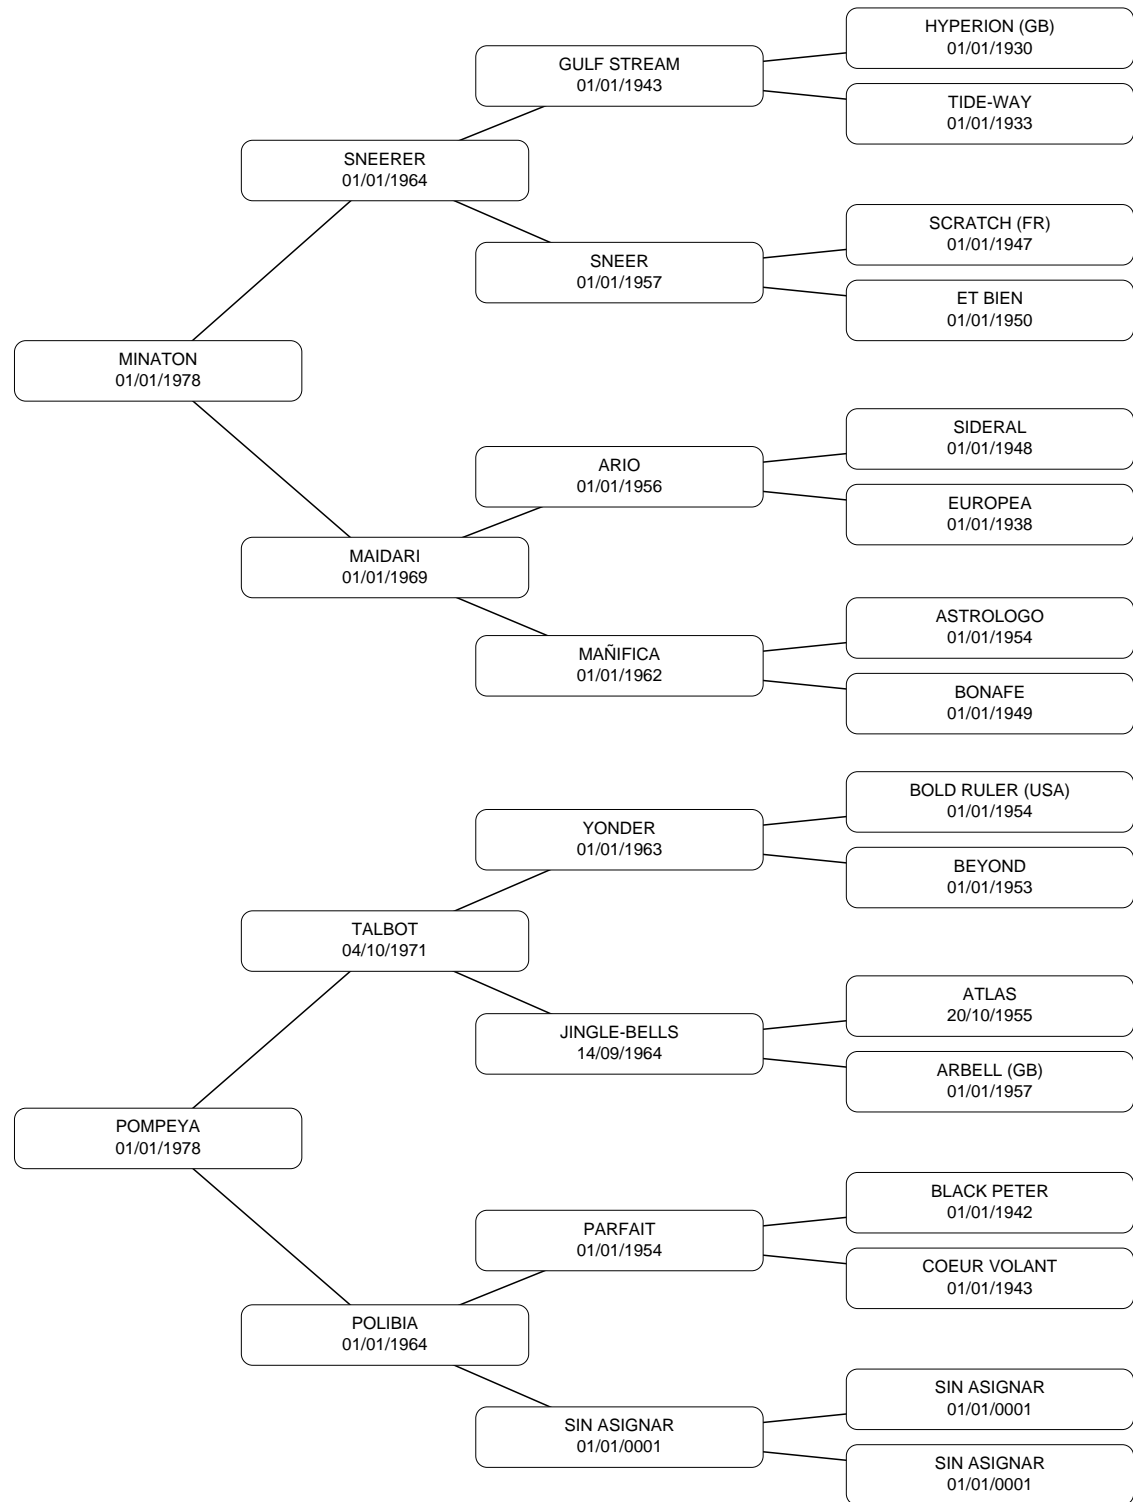 HYPERION (GB)
01/01/1930
GULF STREAM
01/01/1943
TIDE-WAY
01/01/1933
SNEERER
01/01/1964
SCRATCH (FR)
01/01/1947
SNEER
01/01/1957
ET BIEN
01/01/1950
MINATON
01/01/1978
SIDERAL
01/01/1948
ARIO
01/01/1956
EUROPEA
01/01/1938
MAIDARI
01/01/1969
ASTROLOGO
01/01/1954
MAÑIFICA
01/01/1962
BONAFE
01/01/1949
BOLD RULER (USA)
01/01/1954
YONDER
01/01/1963
BEYOND
01/01/1953
TALBOT
04/10/1971
ATLAS
20/10/1955
JINGLE-BELLS
14/09/1964
ARBELL (GB)
01/01/1957
POMPEYA
01/01/1978
BLACK PETER
01/01/1942
PARFAIT
01/01/1954
COEUR VOLANT
01/01/1943
POLIBIA
01/01/1964
SIN ASIGNAR
01/01/0001
SIN ASIGNAR
01/01/0001
SIN ASIGNAR
01/01/0001